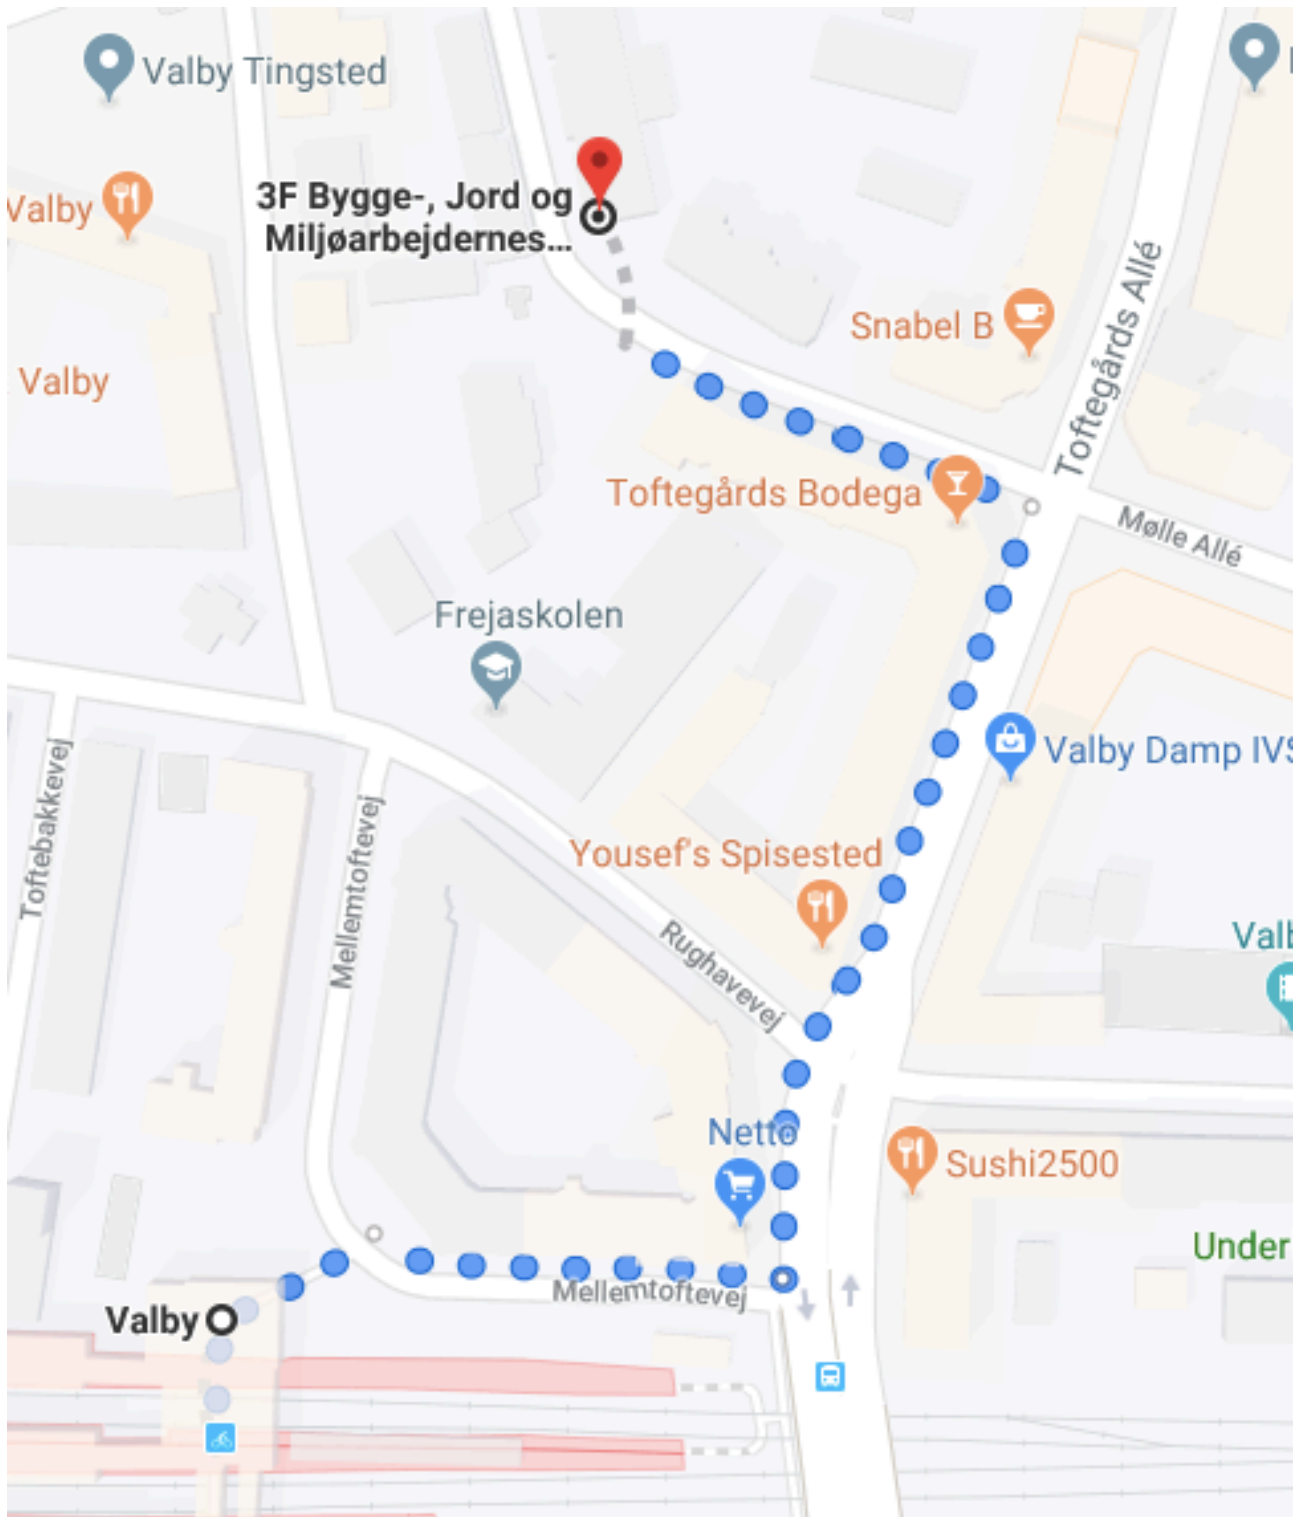 Valby Tingsted
Valby
3F Bygge-, Jord og
Miljøarbejdernes...
Toftegårds Allé
Snabel B
Valby
Toftegårds Bodega
Mølle Allé
Frejaskolen
Toftebakkevej
Mellemtoftevej
Valby Damp IVS
Yousef's Spisested
Rughavevej
Valb
Netto
Sushi2500
Under
Mellemtoftevej
Valby